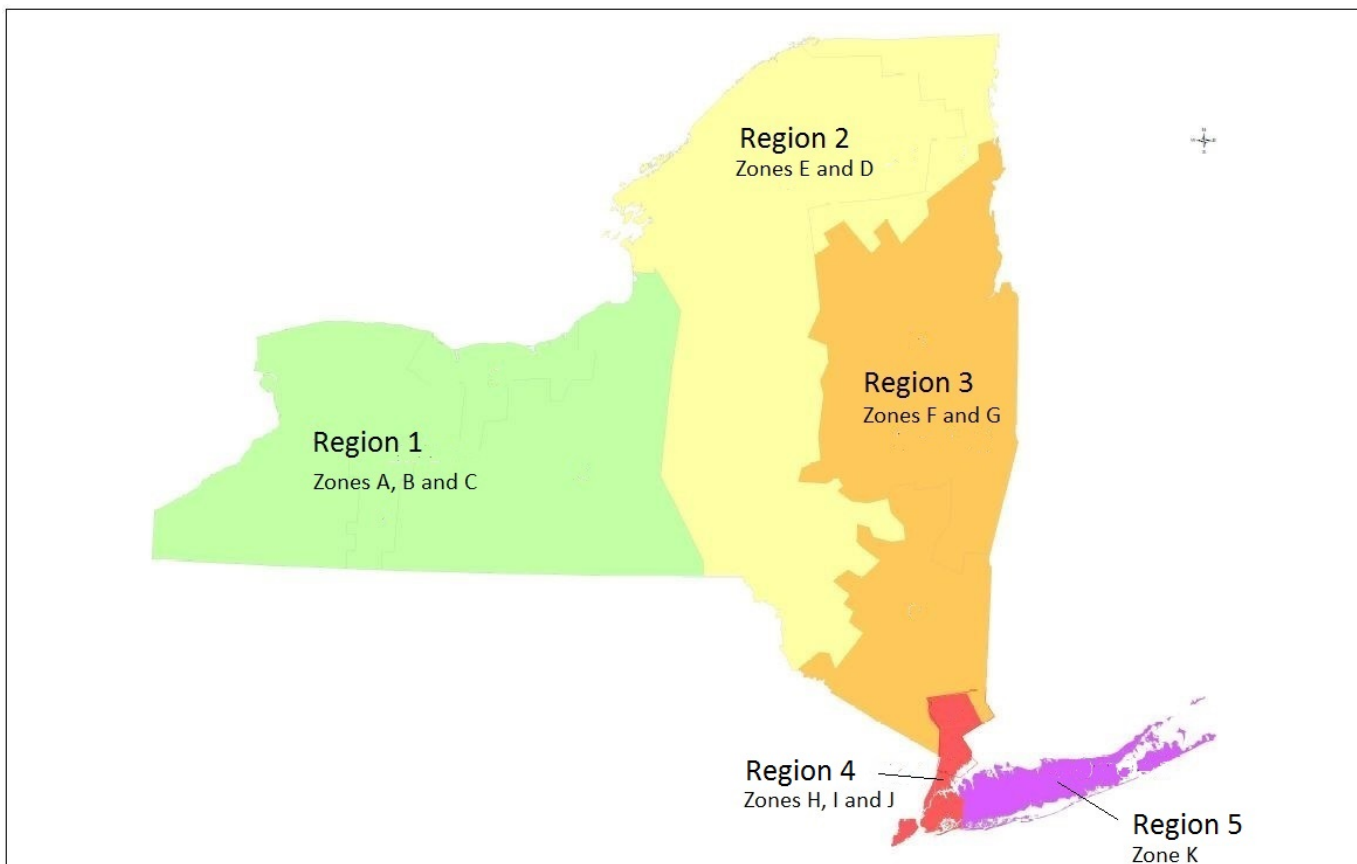 Region 2
Zones E and D
Region 3
Zones F and G
Region 1
Zones A, B and C
Region 4
Zones H, I and J
Region 5
Zone K